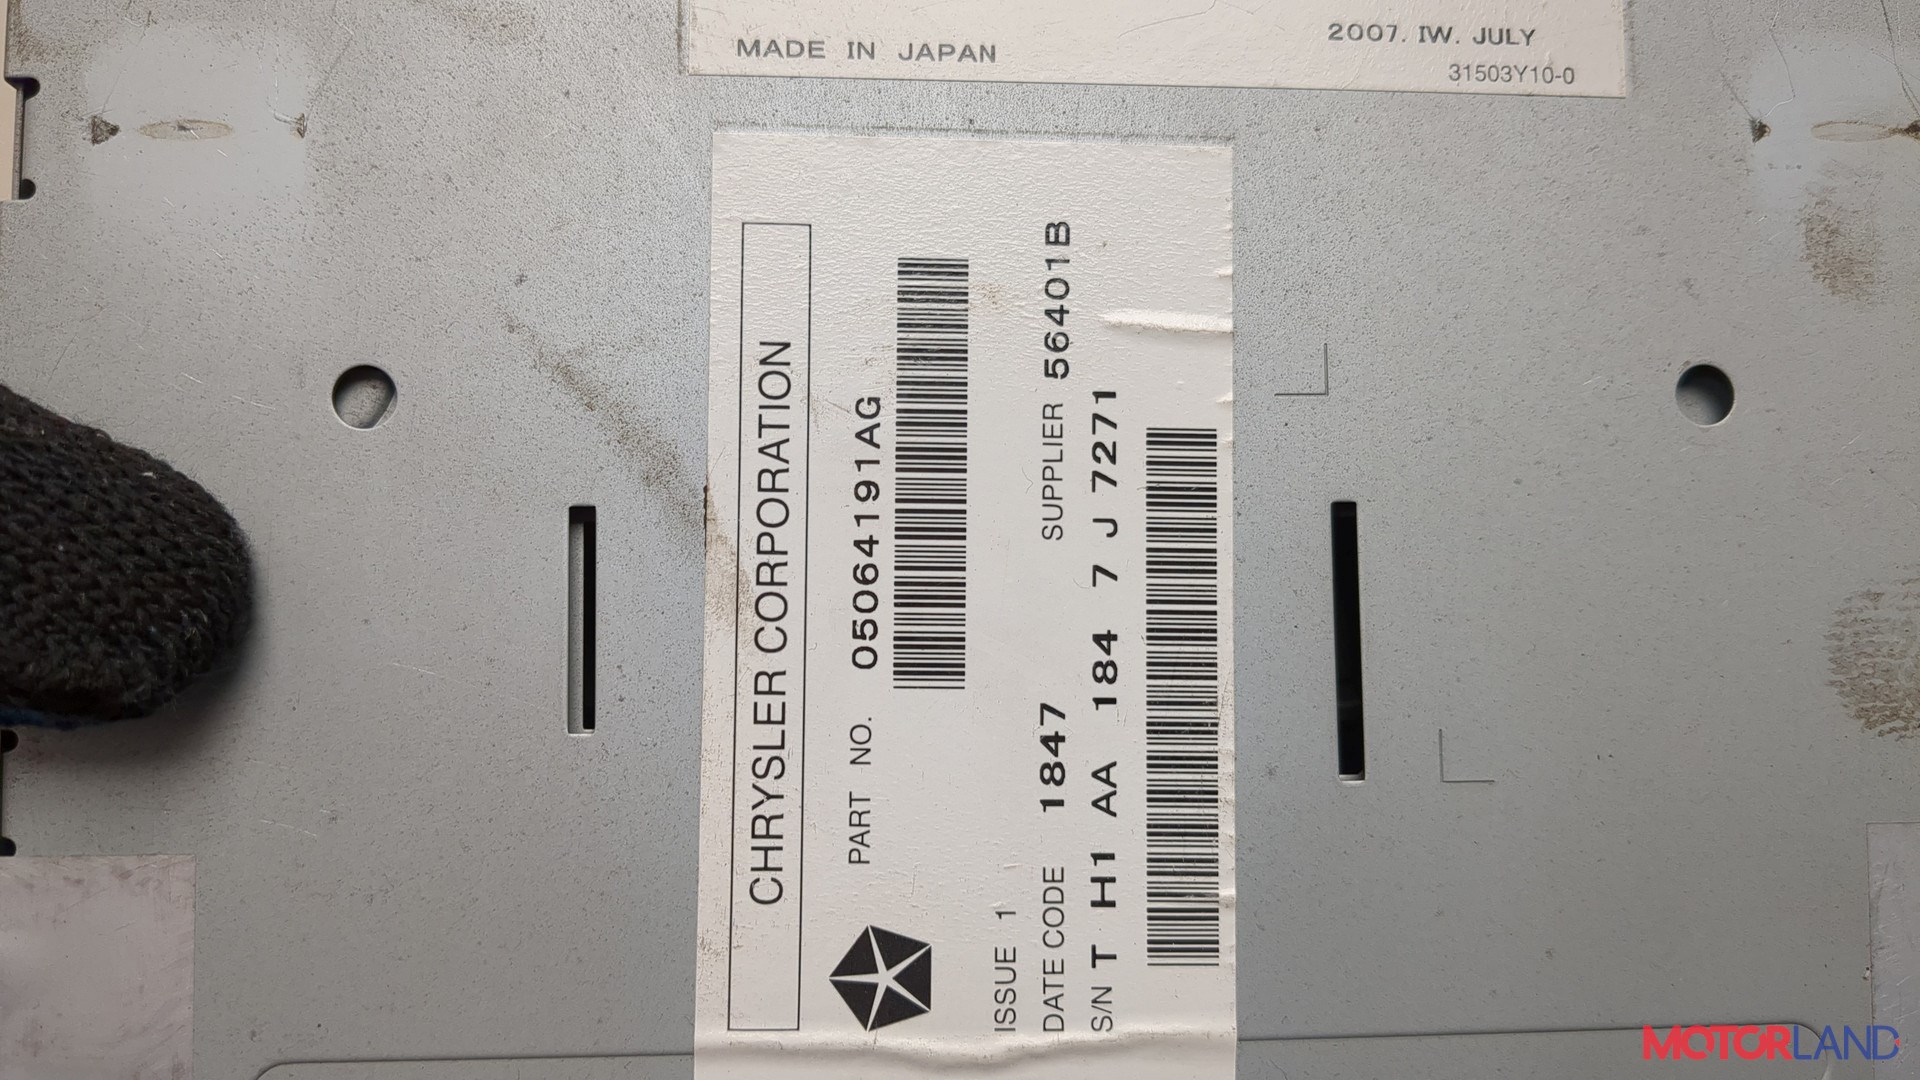 MADE IN JAPAN
2007. IW. JULY
31503Y10-0
CHRYSLER CORPORATION
PART NO. 05064191AG
ISSUE 1
DATE CODE 1847 SUPPLIER 56401B
S/N T H1 AA 184 7 J 7271
MOTORLAND